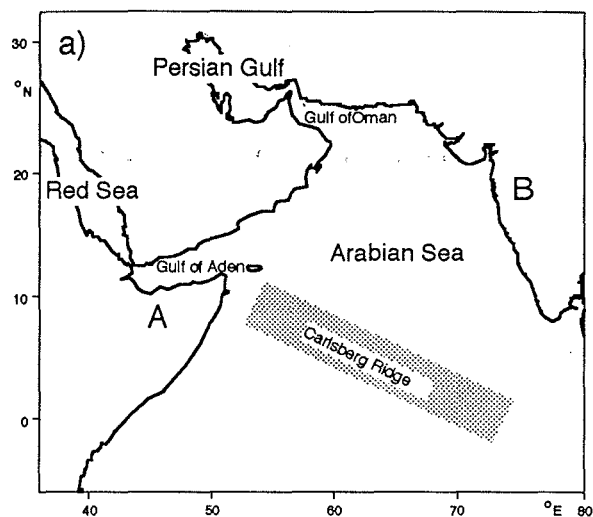 a)
30
°N
Persian Gulf
Gulf ofOman
20
Red Sea
B
Arabian Sea
Gulf of Aden
10
A
Carlsberg Ridge
0
40
50
60
70
°E
80